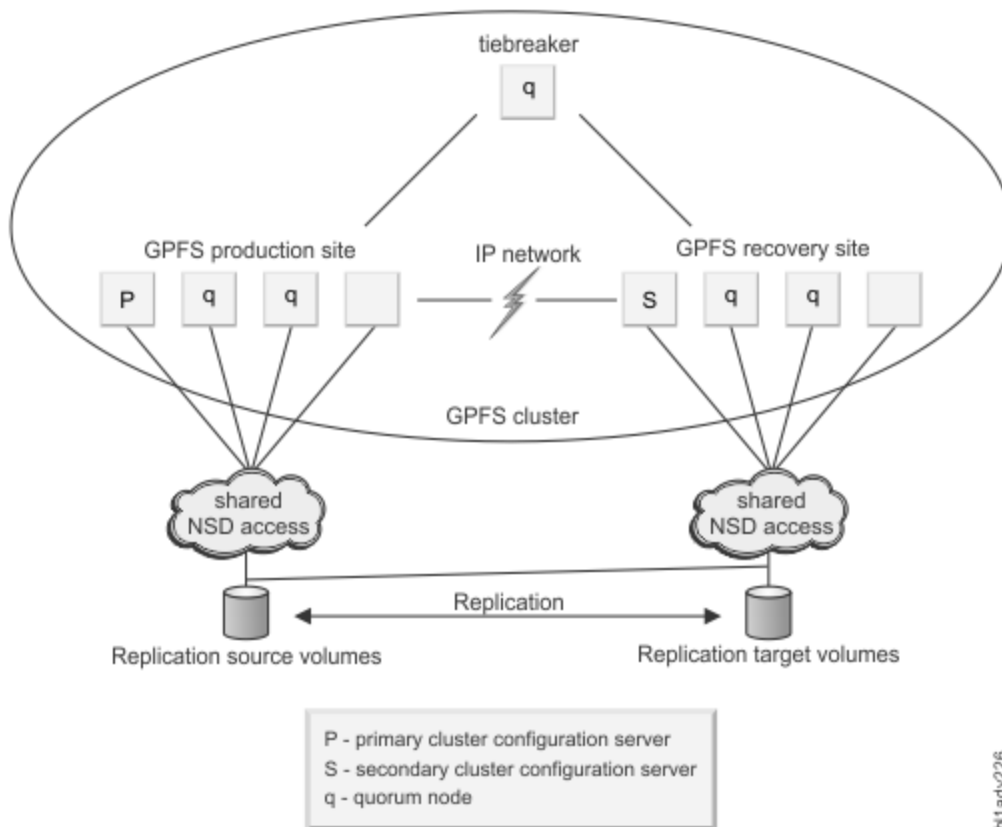 tiebreaker
q
GPFS production site
IP network
GPFS recovery site
P
q
q
S
q
q
GPFS cluster
shared
NSD access
shared
NSD access
Replication
Replication source volumes
Replication target volumes
P - primary cluster configuration server
S - secondary cluster configuration server
q - quorum node